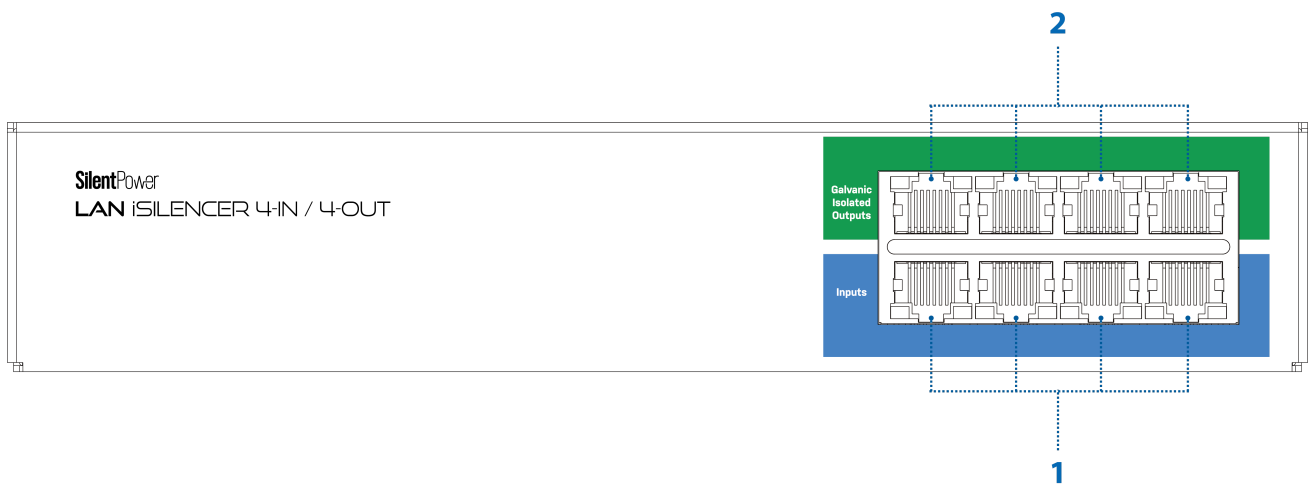 2
SilentPower
LAN iSILENCER 4-IN / 4-OUT
Galvanic
Isolated
Outputs
Inputs
1